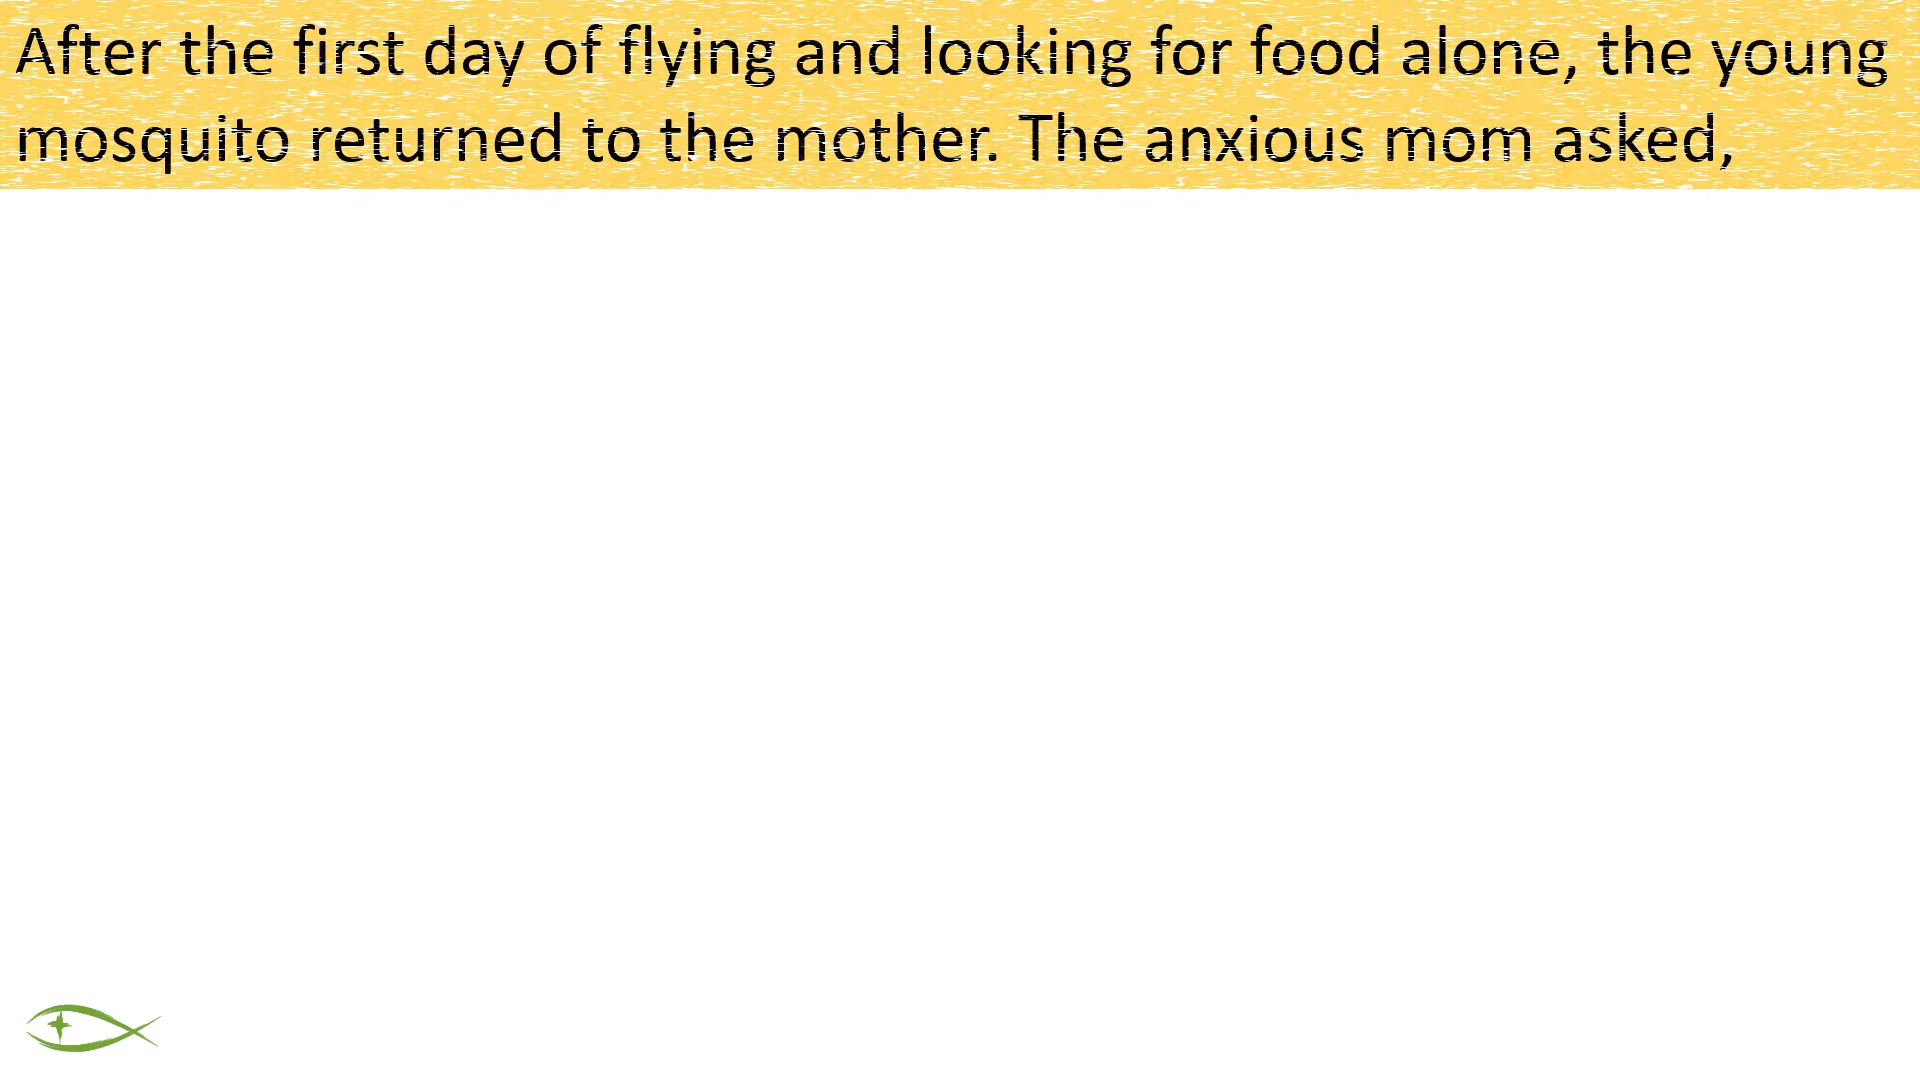 After the first day of flying and looking for food alone, the young
mosquito returned to the mother. The anxious mom asked,